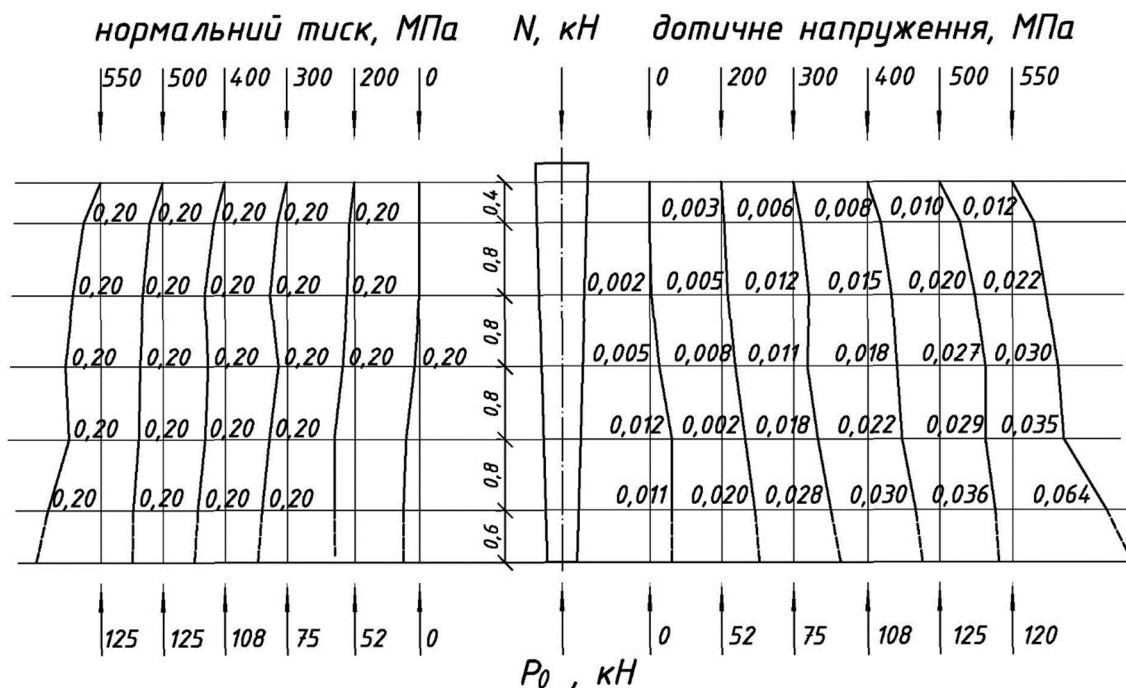 нормальний тиск, МПа N, кН дотичне напруження, МПа
550 500 400 300 200 0 0 200 300 400 500 550
0,20 0,20 0,20 0,20 0,20 0,4 0,003 0,006 0,008 0,010 0,012
0,20 0,20 0,20 0,20 0,20 0,8 0,002 0,005 0,012 0,015 0,020 0,022
0,20 0,20 0,20 0,20 0,20 0,20 0,8 0,005 0,008 0,011 0,018 0,027 0,030
0,20 0,20 0,20 0,20 0,8 0,012 0,002 0,018 0,022 0,029 0,035
0,20 0,20 0,20 0,20 0,8 0,011 0,020 0,028 0,030 0,036 0,064
0,6
125 125 108 75 52 0 0 52 75 108 125 120
P0 , кН